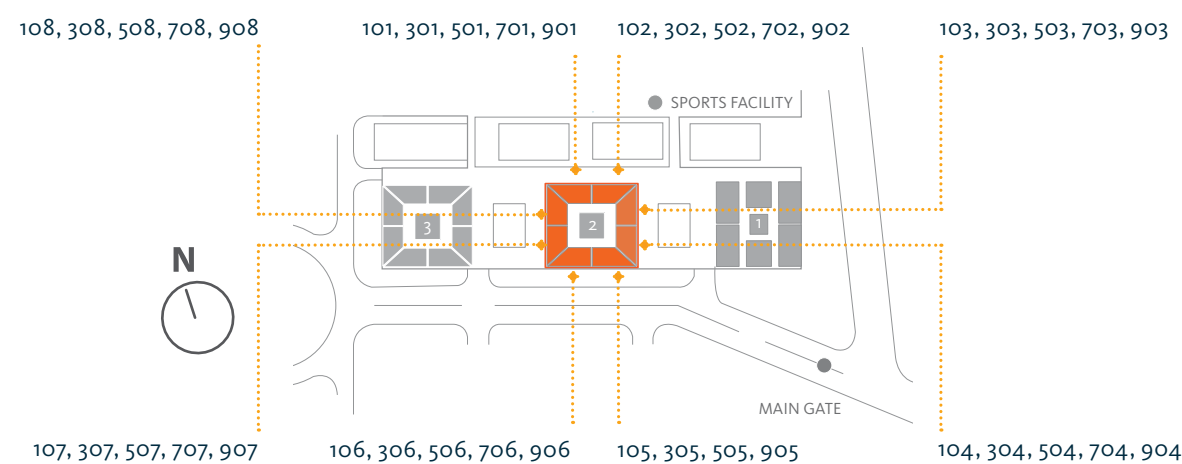 108, 308, 508, 708, 908
101, 301, 501, 701, 901
102, 302, 502, 702, 902
103, 303, 503, 703, 903
SPORTS FACILITY
3
2
1
N
MAIN GATE
107, 307, 507, 707, 907
106, 306, 506, 706, 906
105, 305, 505, 905
104, 304, 504, 704, 904